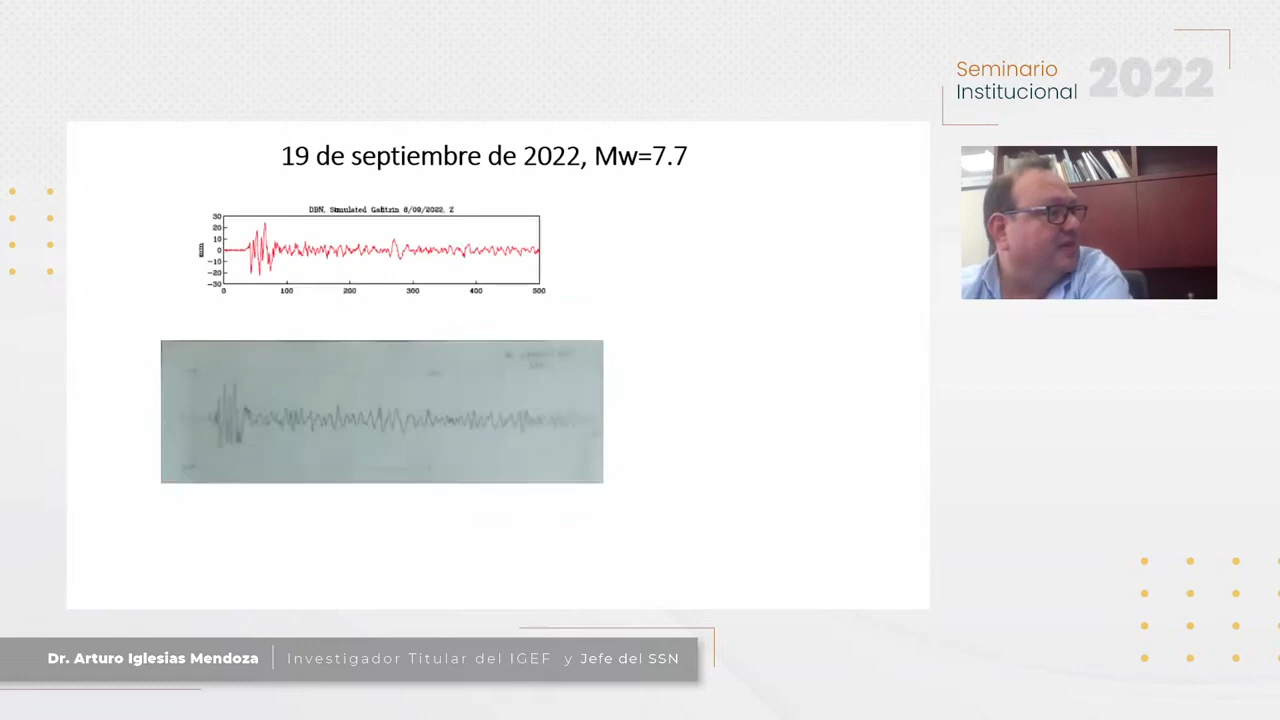 Seminario
Institucional 2022
19 de septiembre de 2022, Mw=7.7
DBN, Simulated Galitzin 8/09/2022, Z
30
20
10
0
−10
−20
−30
mm
0 100 200 300 400 500
Dr. Arturo Iglesias Mendoza Investigador Titular del IGEF y Jefe del SSN